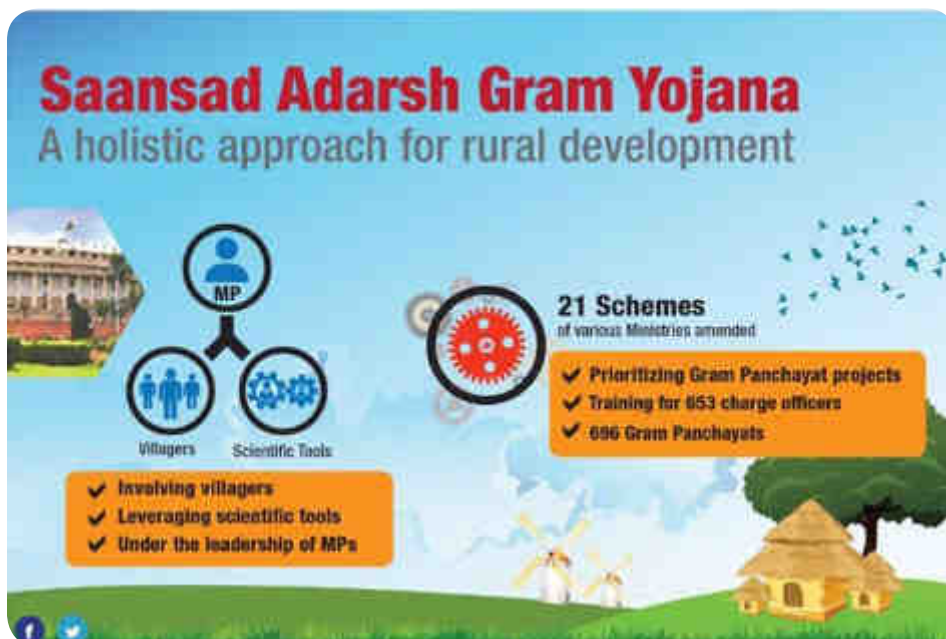 Saansad Adarsh Gram Yojana
A holistic approach for rural development
MP
Villagers
Scientific Tools
✓ Involving villagers
✓ Leveraging scientific tools
✓ Under the leadership of MPs
21 Schemes
of various Ministries amended
✓ Prioritizing Gram Panchayat projects
✓ Training for 653 charge officers
✓ 696 Gram Panchayats